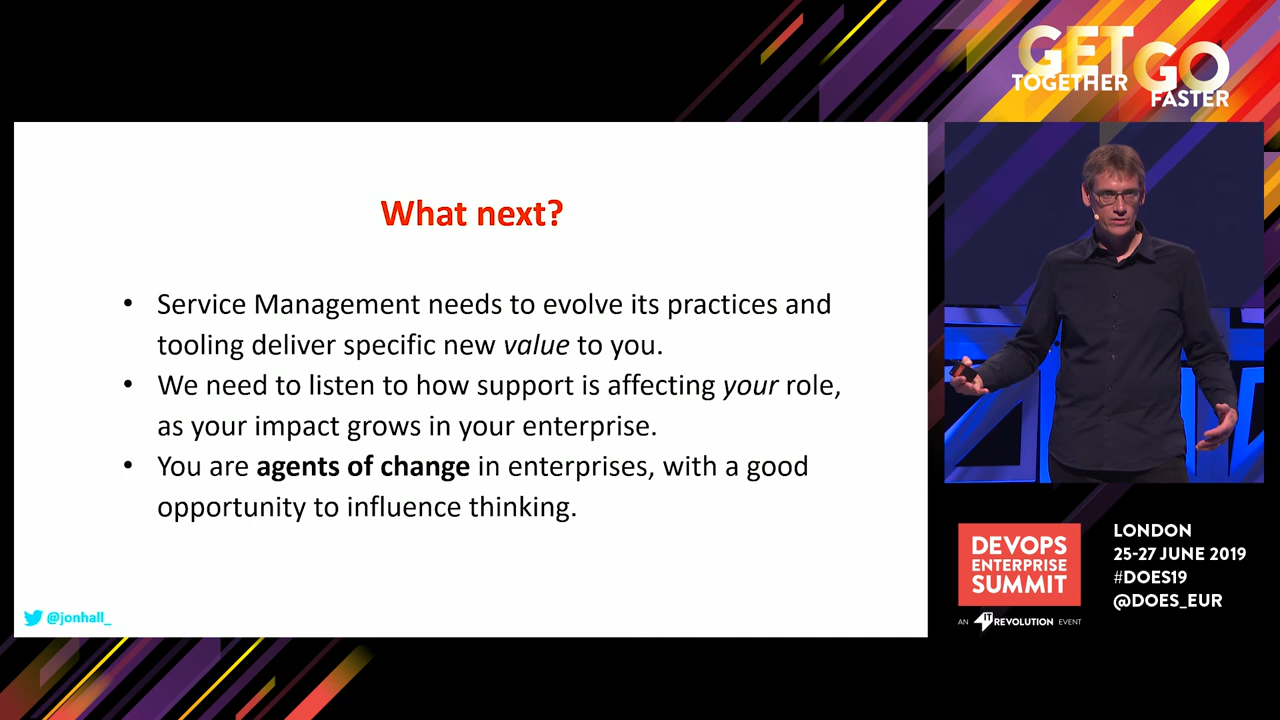 GET
TOGETHER
GO
FASTER
What next?
• Service Management needs to evolve its practices and
tooling deliver specific new value to you.
• We need to listen to how support is affecting your role,
as your impact grows in your enterprise.
• You are agents of change in enterprises, with a good
opportunity to influence thinking.
@jonhall_
DEVOPS
ENTERPRISE
SUMMIT
AN IT REVOLUTION EVENT
LONDON
25-27 JUNE 2019
#DOES19
@DOES_EUR